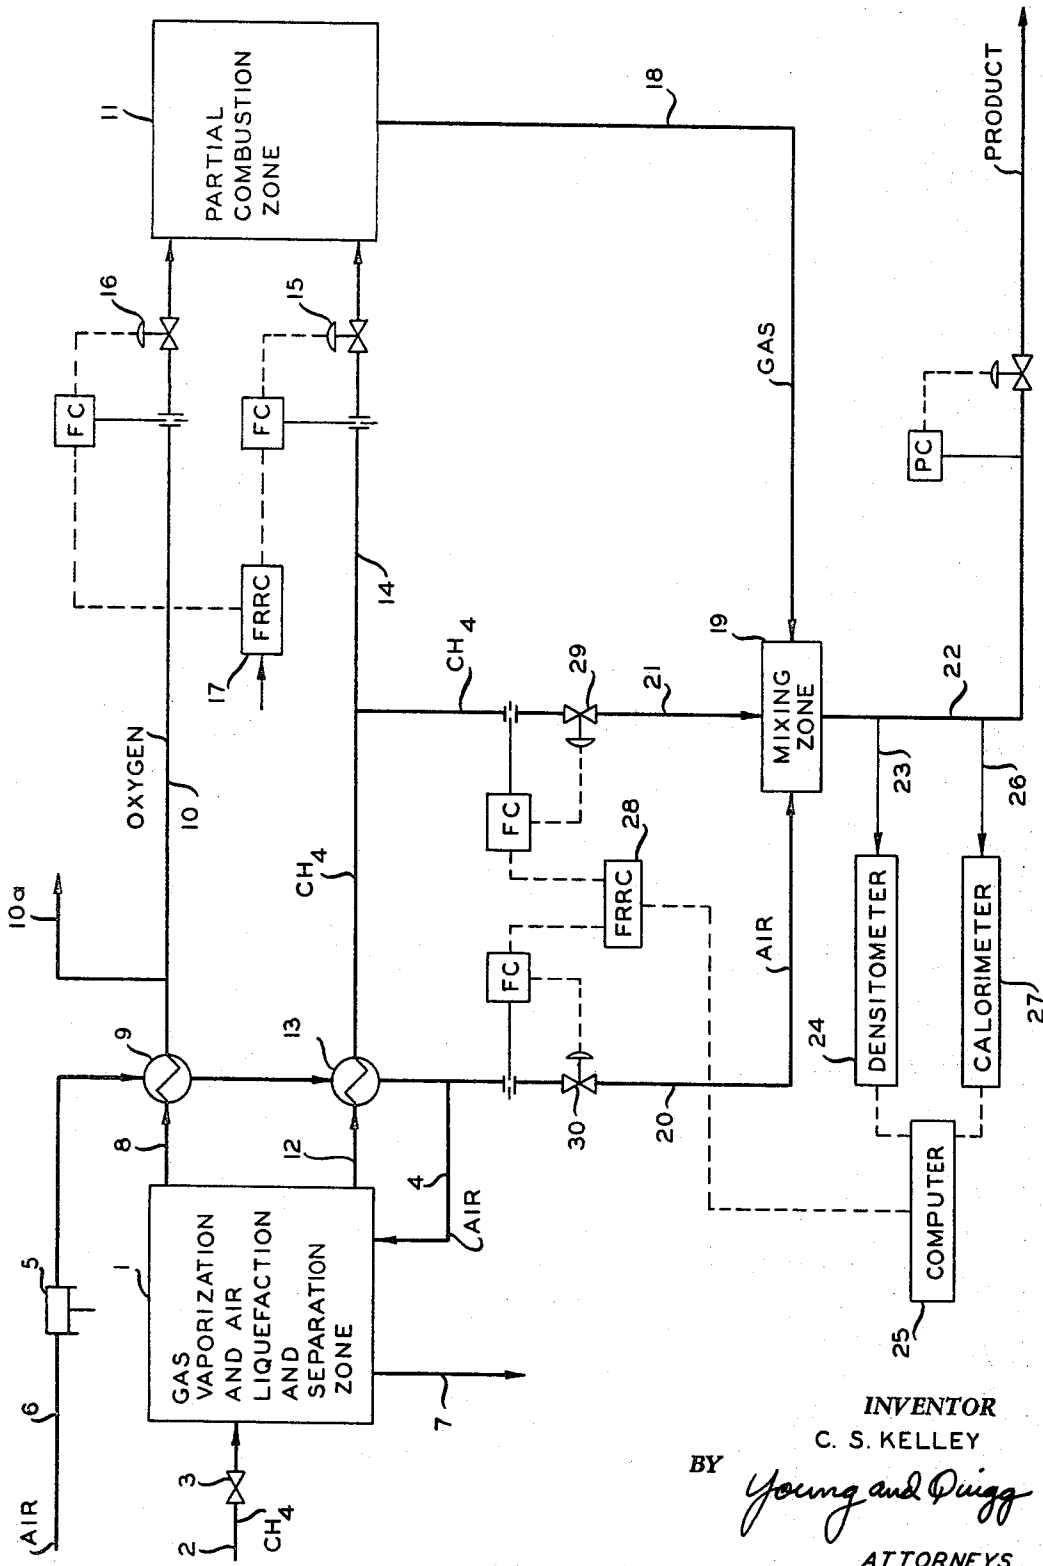 AIR
6
5
2
CH4
3
1
GAS
VAPORIZATION
AND AIR
LIQUEFACTION
AND
SEPARATION
ZONE
7
4
AIR
8
12
9
13
10a
OXYGEN
10
CH4
14
17
FRRC
FC
FC
16
15
11
PARTIAL
COMBUSTION
ZONE
18
GAS
CH4
FC
29
21
FC
30
20
28
FRRC
AIR
19
MIXING
ZONE
22
23
26
24
DENSITOMETER
CALORIMETER
27
COMPUTER
25
PC
PRODUCT
INVENTOR
C. S. KELLEY
BY Young and Quigg
ATTORNEYS